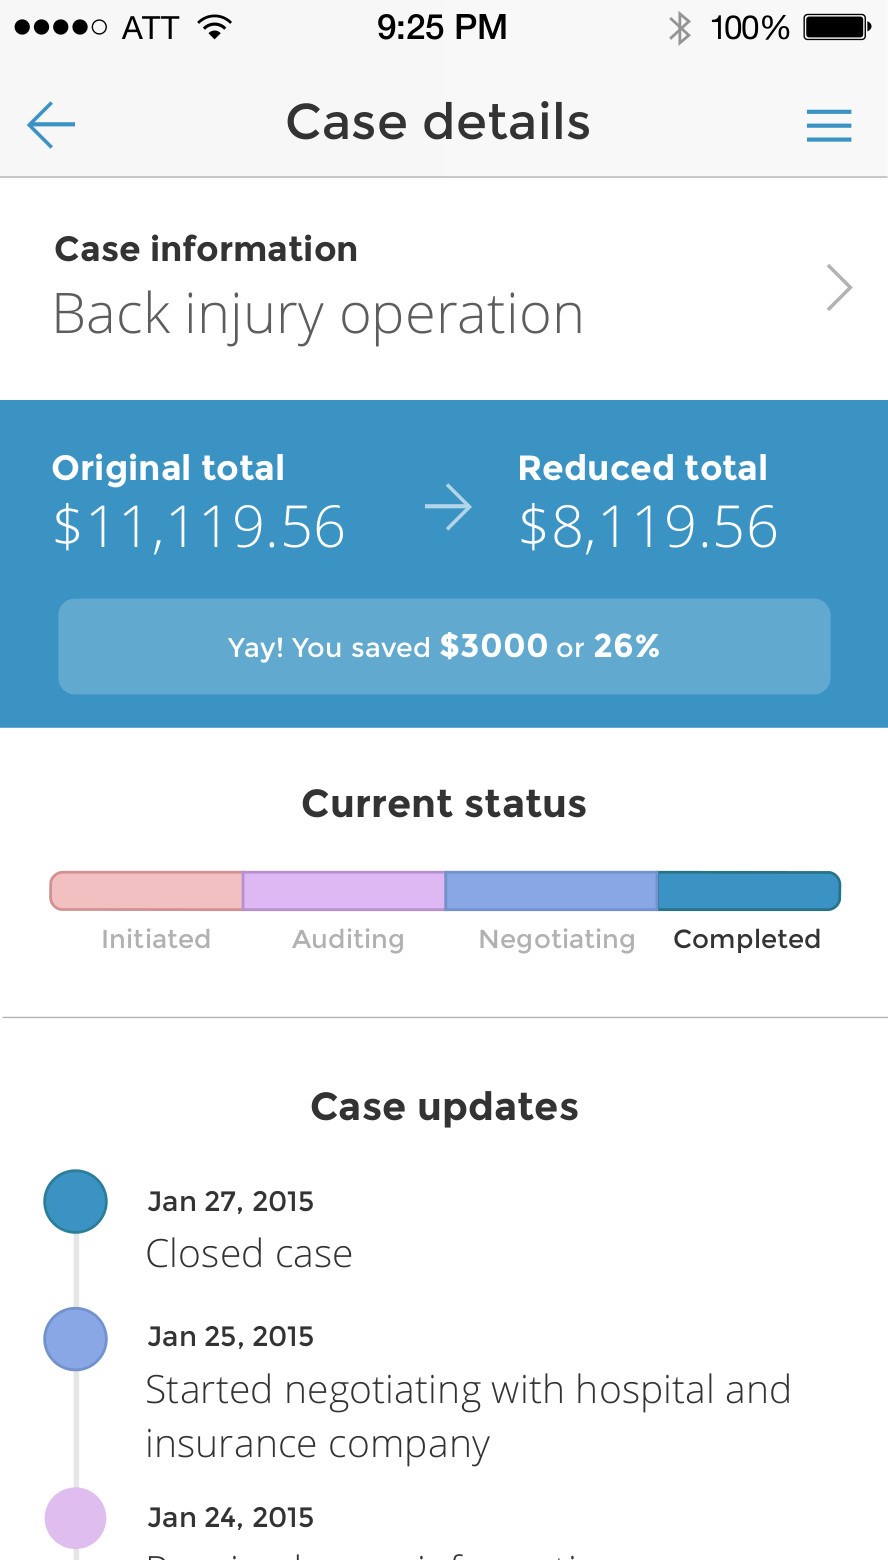 ATT 9:25 PM 100%
Case details
Case information
Back injury operation
Original total Reduced total
$11,119.56 $8,119.56
Yay! You saved $3000 or 26%
Current status
Initiated Auditing Negotiating Completed
Case updates
Jan 27, 2015
Closed case
Jan 25, 2015
Started negotiating with hospital and
insurance company
Jan 24, 2015